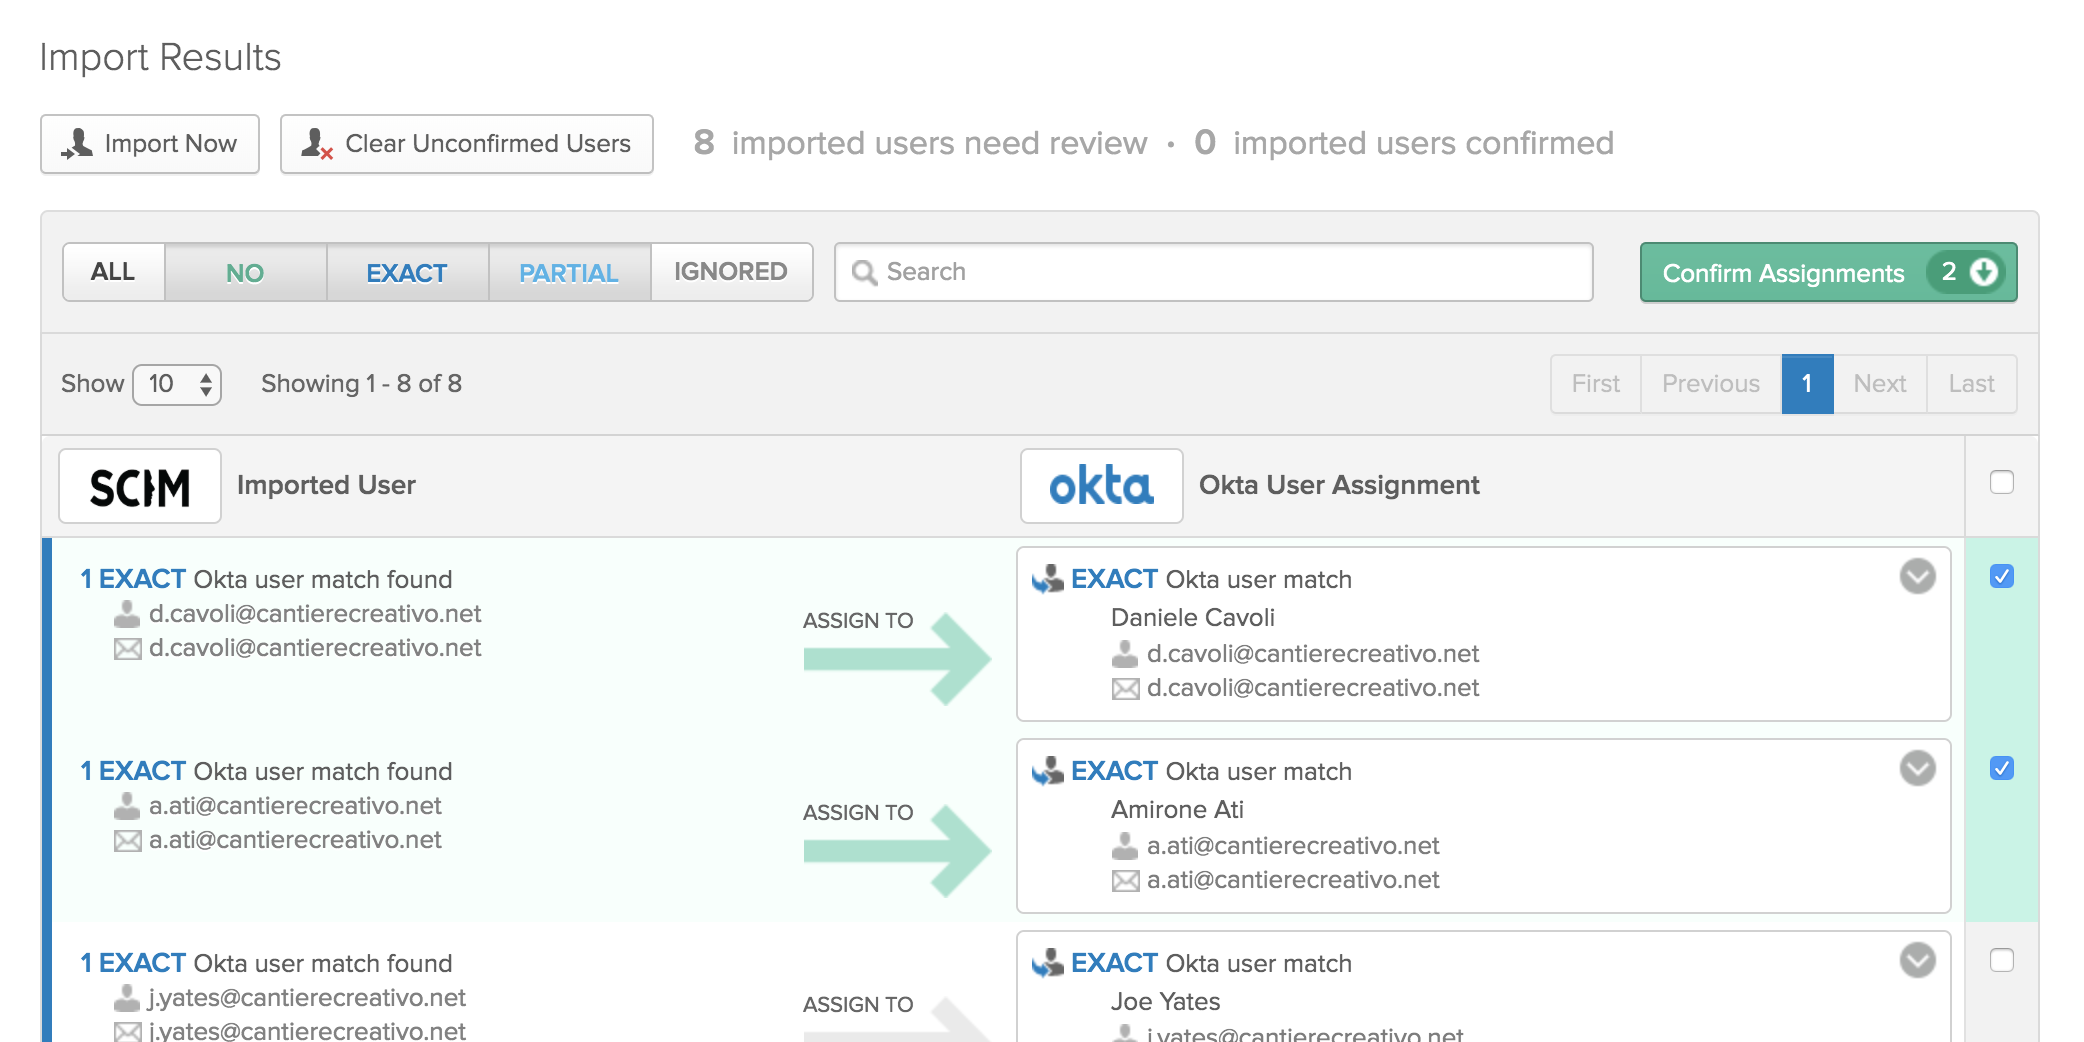 Import Results
Import Now
Clear Unconfirmed Users
8 imported users need review • 0 imported users confirmed
ALL
NO
EXACT
PARTIAL
IGNORED
Search
Confirm Assignments 2
Show 10
Showing 1 - 8 of 8
First
Previous
1
Next
Last
SCIM
Imported User
okta
Okta User Assignment
1 EXACT Okta user match found
d.cavoli@cantierecreativo.net
d.cavoli@cantierecreativo.net
ASSIGN TO
EXACT Okta user match
Daniele Cavoli
d.cavoli@cantierecreativo.net
d.cavoli@cantierecreativo.net
1 EXACT Okta user match found
a.ati@cantierecreativo.net
a.ati@cantierecreativo.net
ASSIGN TO
EXACT Okta user match
Amirone Ati
a.ati@cantierecreativo.net
a.ati@cantierecreativo.net
1 EXACT Okta user match found
j.yates@cantierecreativo.net
j.yates@cantierecreativo.net
ASSIGN TO
EXACT Okta user match
Joe Yates
j.yates@cantierecreativo.net